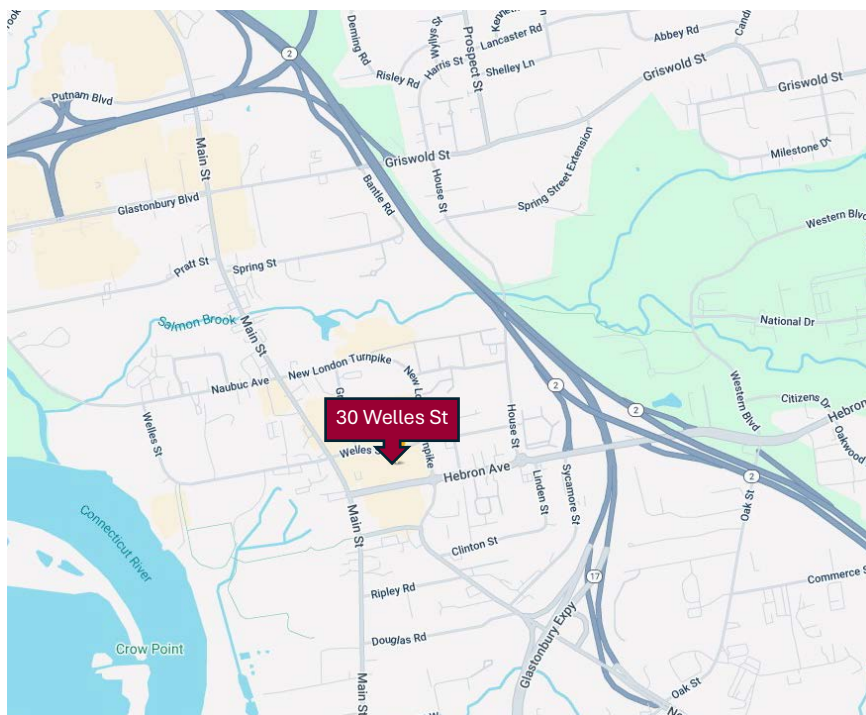 Brook
Deming Rd
Wyllys St
Kenneth
Lancaster Rd
Prospect St
Abbey Rd
Candl
2
Risley Rd
Harris St
Shelley Ln
Griswold St
Griswold St
Putnam Blvd
Main St
Griswold St
Milestone Dr
House St
Spring Street Extension
Bantle Rd
Glastonbury Blvd
Western Blvd
Pratt St
Spring St
Salmon Brook
Main St
National Dr
New London Turnpike
Naubuc Ave
2
2
Western Blvd
Citizens Dr
Hebron
Oakwood
30 Welles St
House St
Welles St
Welles St
Hebron Ave
Linden St
Sycamore St
2
Oak St
Connecticut River
Main St
Clinton St
17
Commerce S
Ripley Rd
Glastonbury Expy
Douglas Rd
Crow Point
Main St
Oak St